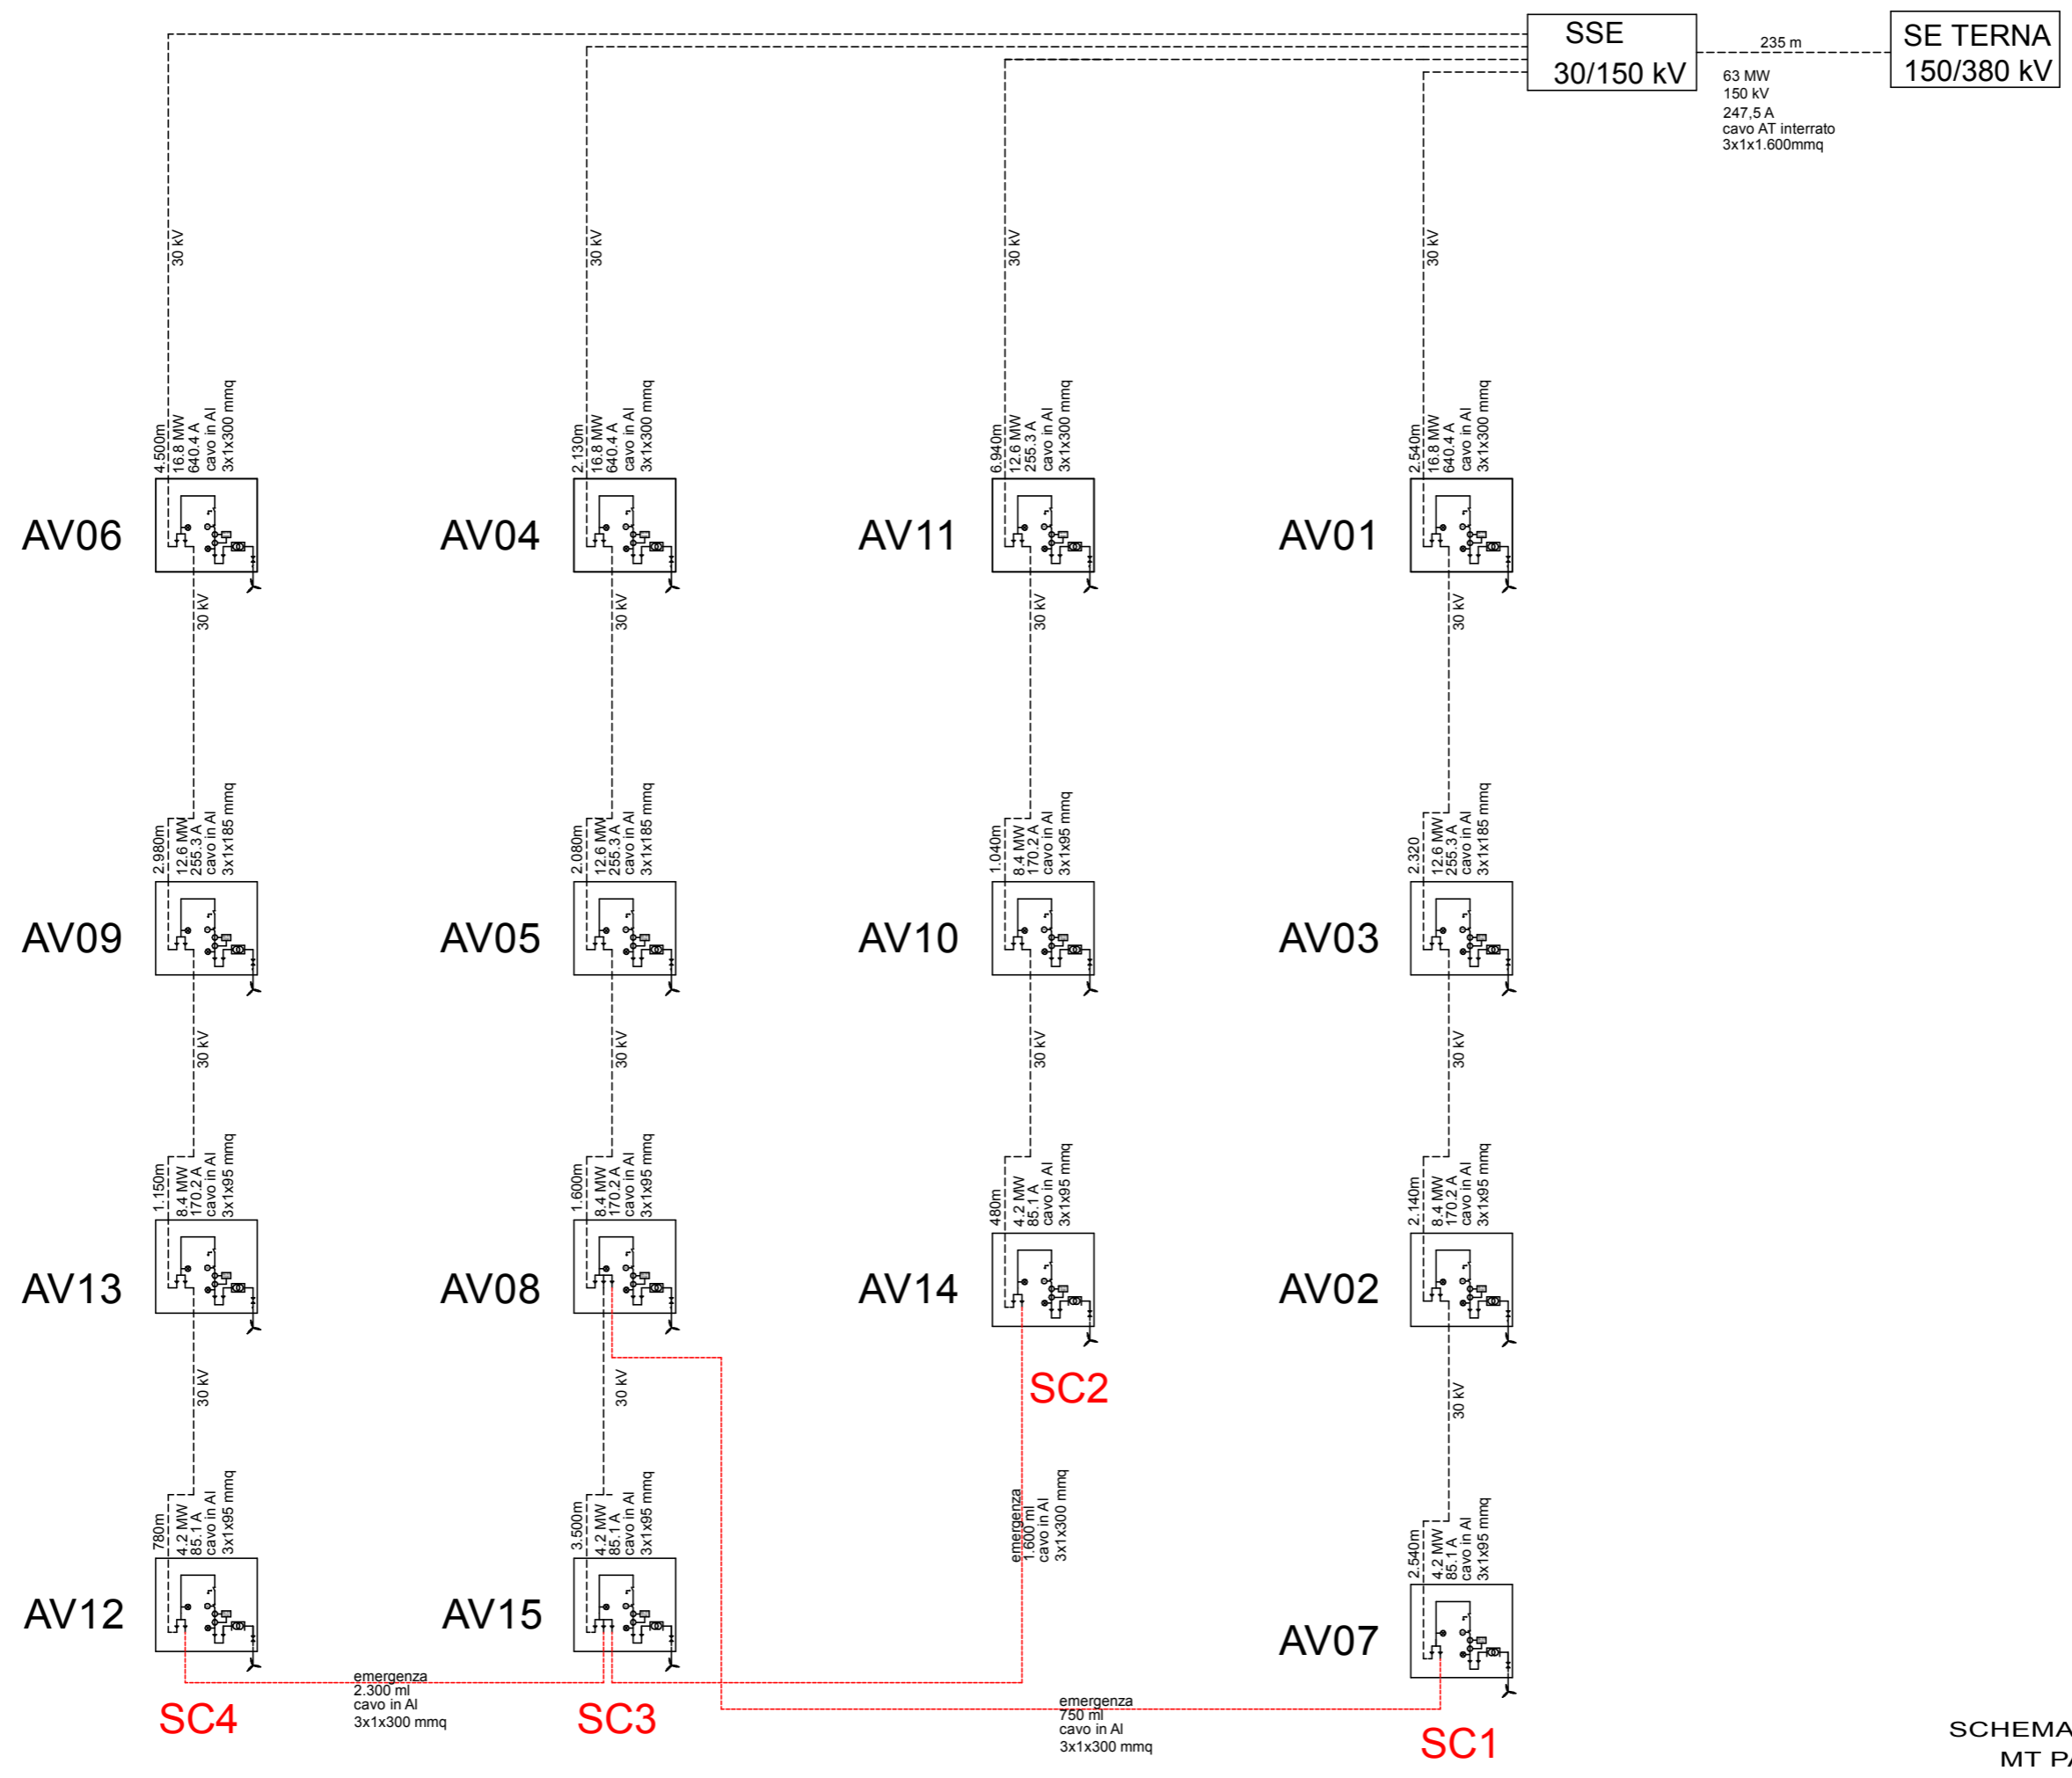 SSE
30/150 kV
235 m
SE TERNA
150/380 kV
63 MW
150 kV
247,5 A
cavo AT interrato
3x1x1.600mmq
30 kV
30 kV
30 kV
30 kV
4.500m
16.8 MW
640.4 A
cavo in Al
3x1x300 mmq
2.130m
16.8 MW
640.4 A
cavo in Al
3x1x300 mmq
6.940m
12.6 MW
255.3 A
cavo in Al
3x1x300 mmq
2.540m
16.8 MW
640.4 A
cavo in Al
3x1x300 mmq
AV06
AV04
AV11
AV01
30 kV
30 kV
30 kV
30 kV
2.980m
12.6 MW
255.3 A
cavo in Al
3x1x185 mmq
2.080m
12.6 MW
255.3 A
cavo in Al
3x1x185 mmq
1.040m
8.4 MW
170.2 A
cavo in Al
3x1x95 mmq
2.320
12.6 MW
255.3 A
cavo in Al
3x1x185 mmq
AV09
AV05
AV10
AV03
30 kV
30 kV
30 kV
30 kV
1.150m
8.4 MW
170.2 A
cavo in Al
3x1x95 mmq
1.600m
8.4 MW
170.2 A
cavo in Al
3x1x95 mmq
480m
4.2 MW
85.1 A
cavo in Al
3x1x95 mmq
2.140m
8.4 MW
170.2 A
cavo in Al
3x1x95 mmq
AV13
AV08
AV14
AV02
SC2
30 kV
30 kV
30 kV
780m
4.2 MW
85.1 A
cavo in Al
3x1x95 mmq
3.500m
4.2 MW
85.1 A
cavo in Al
3x1x95 mmq
emergenza
1.600 ml
cavo in Al
3x1x300 mmq
2.540m
4.2 MW
85.1 A
cavo in Al
3x1x95 mmq
AV12
AV15
AV07
emergenza
2.300 ml
cavo in Al
3x1x300 mmq
emergenza
750 ml
cavo in Al
3x1x300 mmq
SC4
SC3
SC1
SCHEMA
MT PA